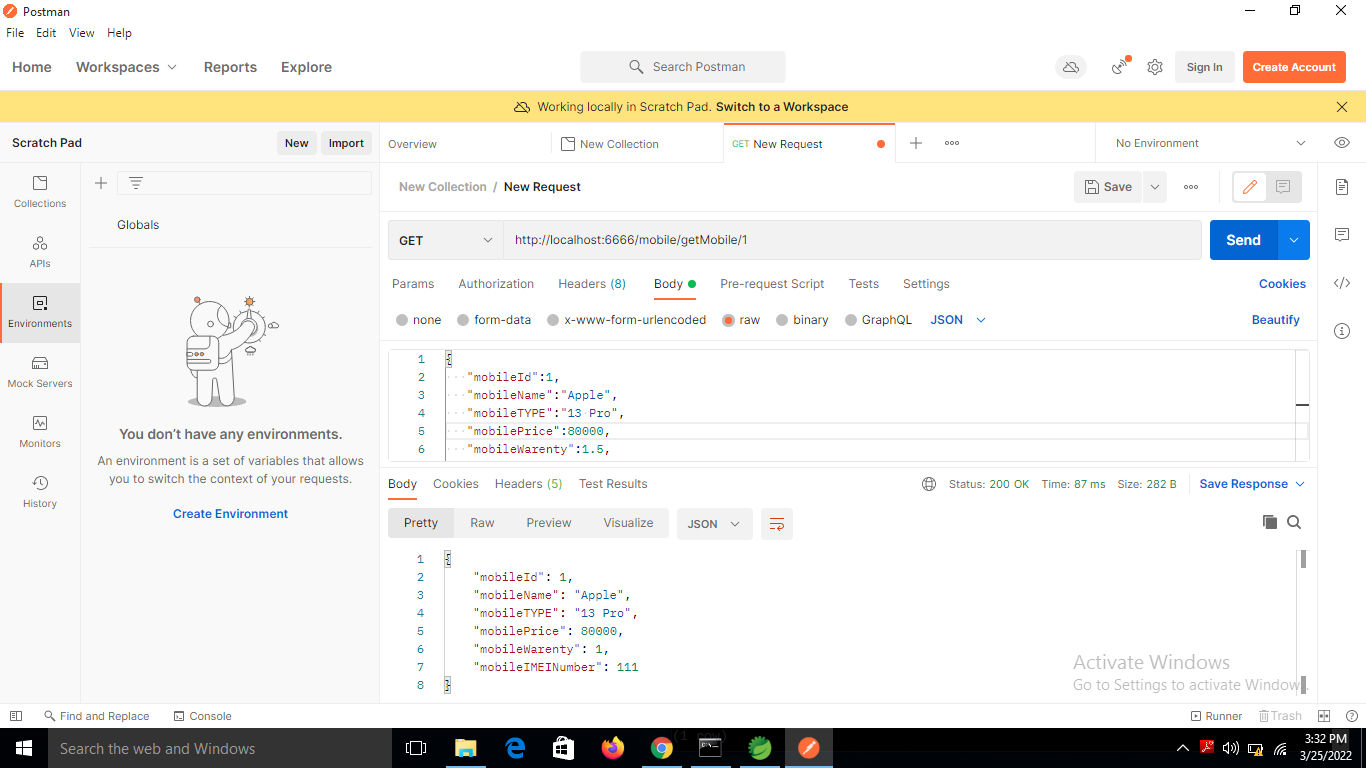 Postman
File Edit View Help
Home Workspaces Reports Explore Search Postman Sign In Create Account
Working locally in Scratch Pad. Switch to a Workspace
Scratch Pad New Import Overview New Collection GET New Request No Environment
Collections
APIs
Environments
Mock Servers
Monitors
History
Globals
You don't have any environments.
An environment is a set of variables that allows
you to switch the context of your requests.
Create Environment
New Collection / New Request Save
GET http://localhost:6666/mobile/getMobile/1 Send
Params Authorization Headers (8) Body Pre-request Script Tests Settings Cookies
none form-data x-www-form-urlencoded raw binary GraphQL JSON Beautify
1 {
2 "mobileId":1,
3 "mobileName":"Apple",
4 "mobileTYPE":"13 Pro",
5 "mobilePrice":80000,
6 "mobileWarenty":1.5,
Body Cookies Headers (5) Test Results Status: 200 OK Time: 87 ms Size: 282 B Save Response
Pretty Raw Preview Visualize JSON
1 {
2 "mobileId": 1,
3 "mobileName": "Apple",
4 "mobileTYPE": "13 Pro",
5 "mobilePrice": 80000,
6 "mobileWarenty": 1,
7 "mobileIMEINumber": 111
8 }
Activate Windows
Go to Settings to activate Windows.
Find and Replace Console Runner Trash
Search the web and Windows
3:32 PM
3/25/2022